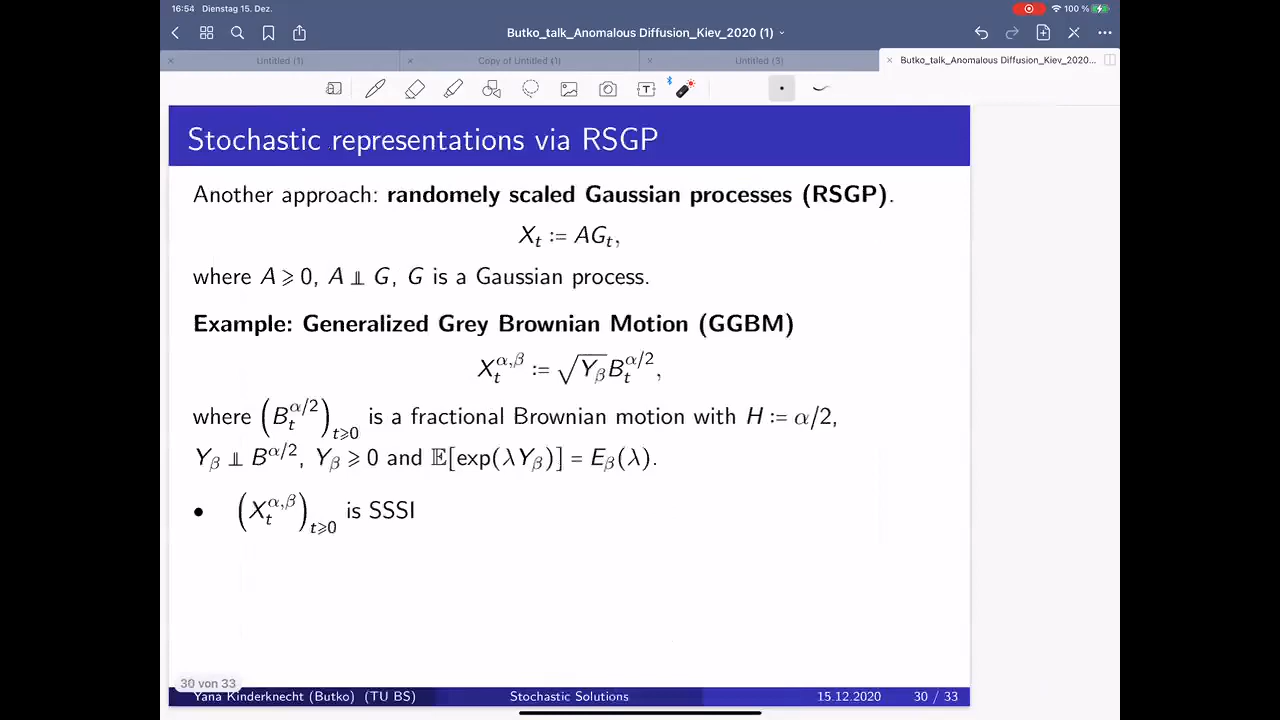 16:54 Dienstag 15. Dez.
100 %
Butko_talk_Anomalous Diffusion_Kiev_2020 (1)
Untitled (1)
Copy of Untitled (1)
Untitled (3)
Butko_talk_Anomalous Diffusion_Kiev_2020...
Stochastic representations via RSGP
Another approach: randomely scaled Gaussian processes (RSGP).
X_t := AG_t,
where A ⩾ 0, A ⫫ G, G is a Gaussian process.
Example: Generalized Grey Brownian Motion (GGBM)
X_t^{α,β} := √Y_β B_t^{α/2},
where (B_t^{α/2})_{t⩾0} is a fractional Brownian motion with H := α/2,
Y_β ⫫ B^{α/2}, Y_β ⩾ 0 and 𝔼[exp(λY_β)] = E_β(λ).
• (X_t^{α,β})_{t⩾0} is SSSI
30 von 33
Yana Kinderknecht (Butko) (TU BS) Stochastic Solutions 15.12.2020 30 / 33